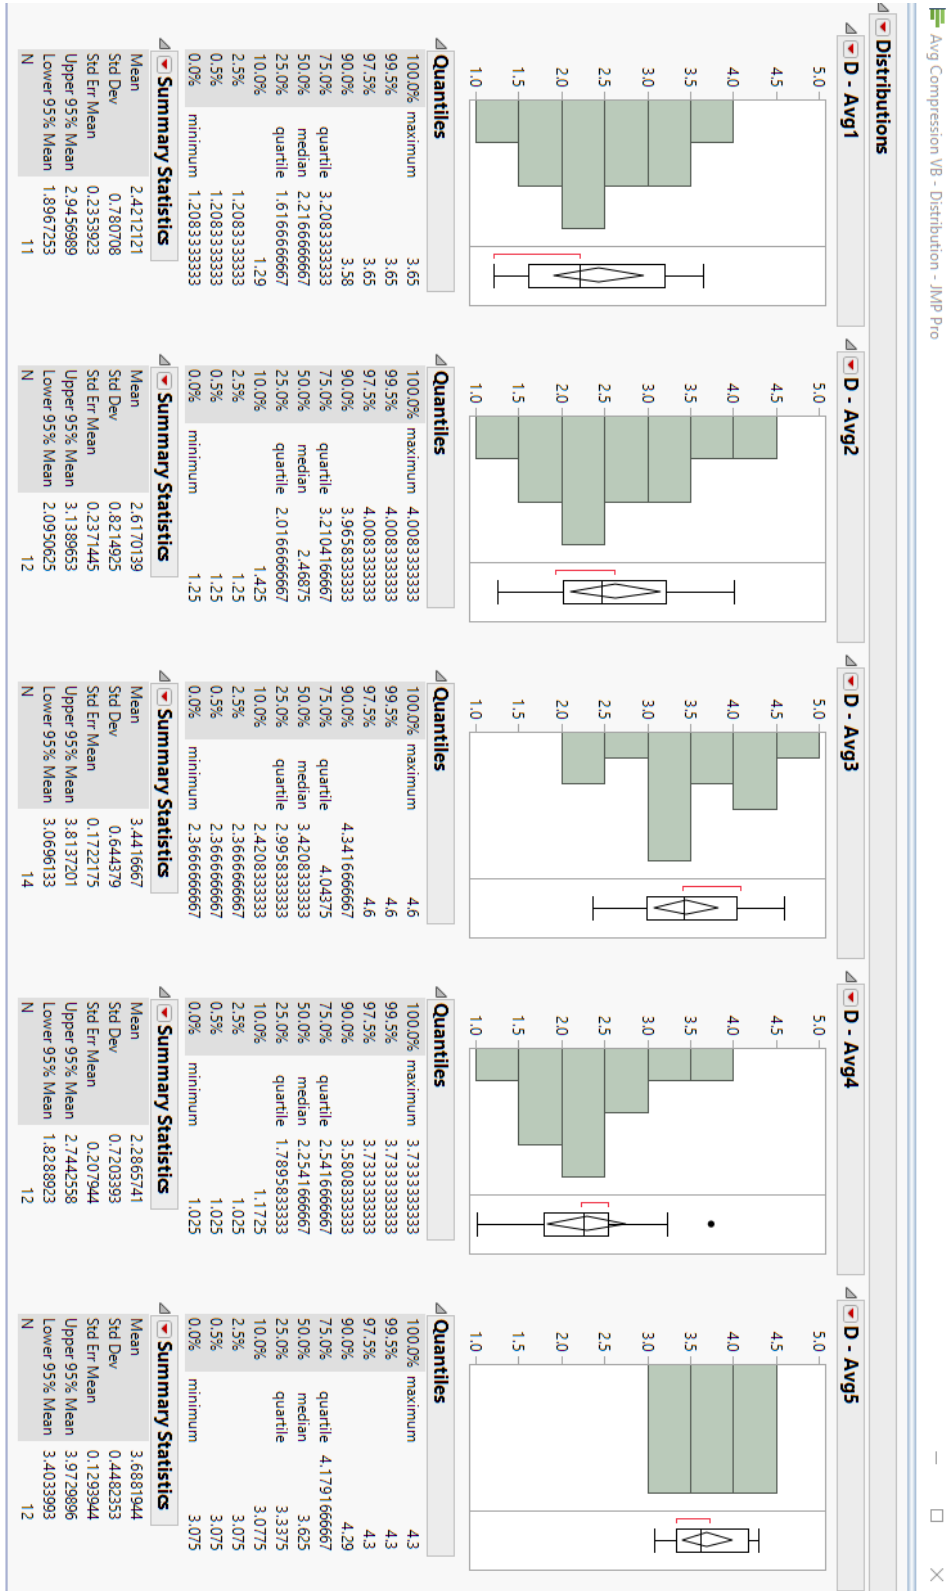 Avg Compression VB - Distribution - JMP Pro
Distributions
D - Avg1
5.0
4.5
4.0
3.5
3.0
2.5
2.0
1.5
1.0
Quantiles
100.0% maximum 3.65
99.5% 3.65
97.5% 3.65
90.0% 3.58
75.0% quartile 3.2083333333
50.0% median 2.2166666667
25.0% quartile 1.6166666667
10.0% 1.29
2.5% 1.2083333333
0.5% 1.2083333333
0.0% minimum 1.2083333333
Summary Statistics
Mean 2.4212121
Std Dev 0.780708
Std Err Mean 0.2353923
Upper 95% Mean 2.9456989
Lower 95% Mean 1.8967253
N 11
D - Avg2
5.0
4.5
4.0
3.5
3.0
2.5
2.0
1.5
1.0
Quantiles
100.0% maximum 4.0083333333
99.5% 4.0083333333
97.5% 4.0083333333
90.0% 3.9658333333
75.0% quartile 3.2104166667
50.0% median 2.46875
25.0% quartile 2.0166666667
10.0% 1.425
2.5% 1.25
0.5% 1.25
0.0% minimum 1.25
Summary Statistics
Mean 2.6170139
Std Dev 0.8214925
Std Err Mean 0.2371445
Upper 95% Mean 3.1389653
Lower 95% Mean 2.0950625
N 12
D - Avg3
5.0
4.5
4.0
3.5
3.0
2.5
2.0
1.5
1.0
Quantiles
100.0% maximum 4.6
99.5% 4.6
97.5% 4.6
90.0% 4.3416666667
75.0% quartile 4.04375
50.0% median 3.4208333333
25.0% quartile 2.9958333333
10.0% 2.4208333333
2.5% 2.3666666667
0.5% 2.3666666667
0.0% minimum 2.3666666667
Summary Statistics
Mean 3.4416667
Std Dev 0.644379
Std Err Mean 0.1722175
Upper 95% Mean 3.8137201
Lower 95% Mean 3.0696133
N 14
D - Avg4
5.0
4.5
4.0
3.5
3.0
2.5
2.0
1.5
1.0
Quantiles
100.0% maximum 3.7333333333
99.5% 3.7333333333
97.5% 3.7333333333
90.0% 3.5808333333
75.0% quartile 2.5416666667
50.0% median 2.2541666667
25.0% quartile 1.7895833333
10.0% 1.1725
2.5% 1.025
0.5% 1.025
0.0% minimum 1.025
Summary Statistics
Mean 2.2865741
Std Dev 0.7203393
Std Err Mean 0.207944
Upper 95% Mean 2.7442558
Lower 95% Mean 1.8288923
N 12
D - Avg5
5.0
4.5
4.0
3.5
3.0
2.5
2.0
1.5
1.0
Quantiles
100.0% maximum 4.3
99.5% 4.3
97.5% 4.3
90.0% 4.29
75.0% quartile 4.1791666667
50.0% median 3.625
25.0% quartile 3.3375
10.0% 3.0775
2.5% 3.075
0.5% 3.075
0.0% minimum 3.075
Summary Statistics
Mean 3.6881944
Std Dev 0.4482353
Std Err Mean 0.1293944
Upper 95% Mean 3.9729896
Lower 95% Mean 3.4033993
N 12